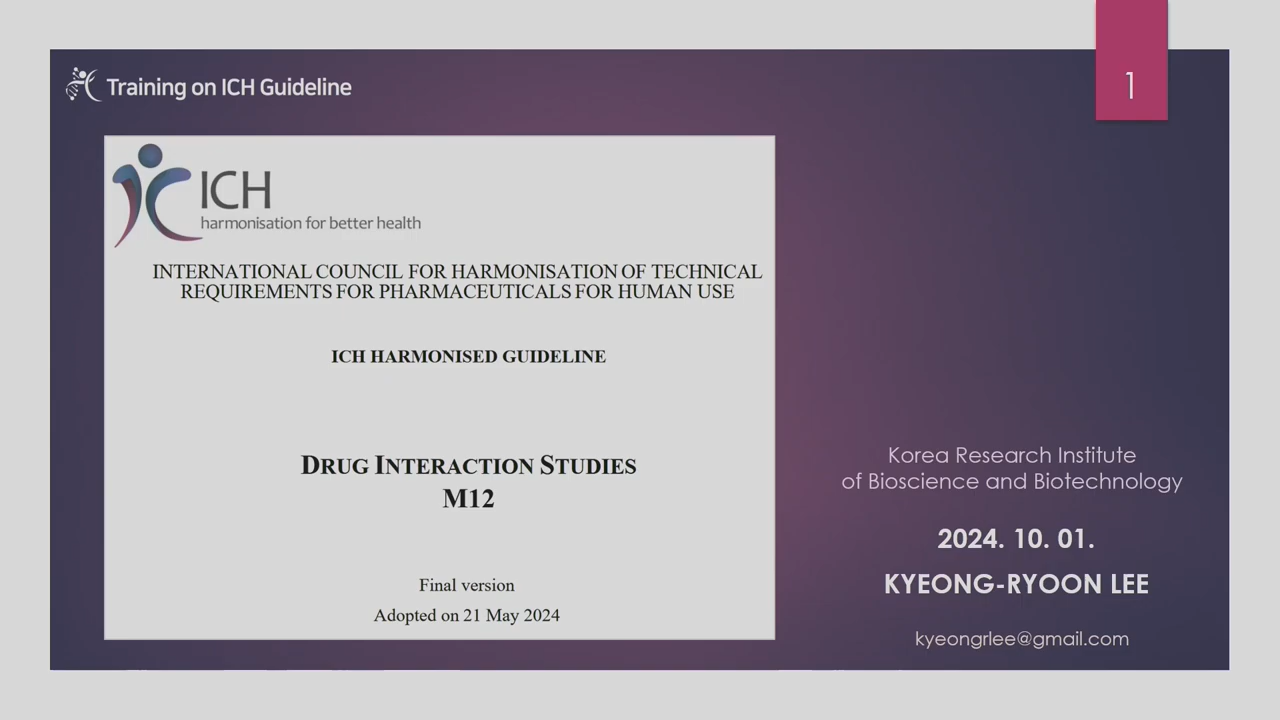 Training on ICH Guideline
1
ICH
harmonisation for better health
INTERNATIONAL COUNCIL FOR HARMONISATION OF TECHNICAL
REQUIREMENTS FOR PHARMACEUTICALS FOR HUMAN USE
ICH HARMONISED GUIDELINE
DRUG INTERACTION STUDIES
M12
Final version
Adopted on 21 May 2024
Korea Research Institute
of Bioscience and Biotechnology
2024. 10. 01.
KYEONG-RYOON LEE
kyeongrlee@gmail.com